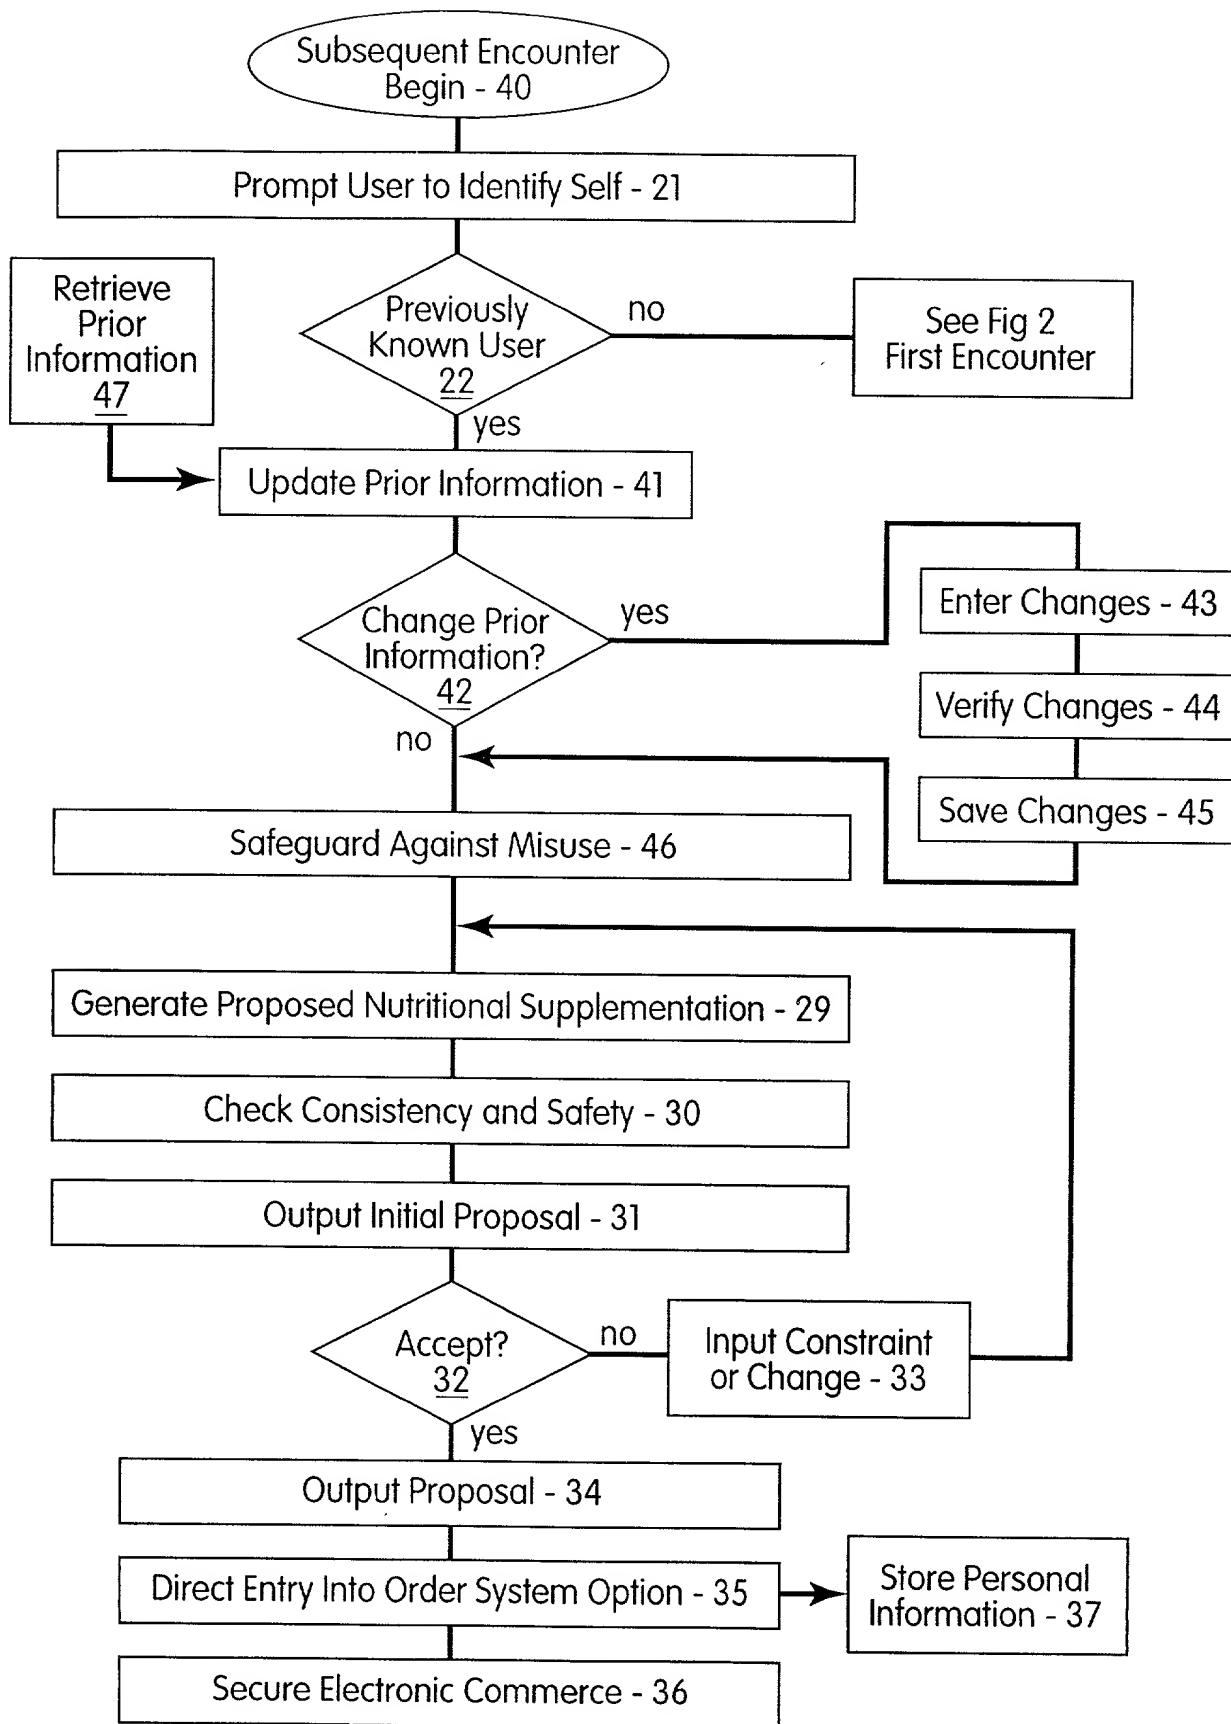 Subsequent Encounter
Begin - 40
Prompt User to Identify Self - 21
Retrieve
Prior
Information
47
Previously
Known User
22
no
See Fig 2
First Encounter
yes
Update Prior Information - 41
Change Prior
Information?
42
yes
Enter Changes - 43
Verify Changes - 44
Save Changes - 45
no
Safeguard Against Misuse - 46
Generate Proposed Nutritional Supplementation - 29
Check Consistency and Safety - 30
Output Initial Proposal - 31
Accept?
32
no
Input Constraint
or Change - 33
yes
Output Proposal - 34
Direct Entry Into Order System Option - 35
Store Personal
Information - 37
Secure Electronic Commerce - 36